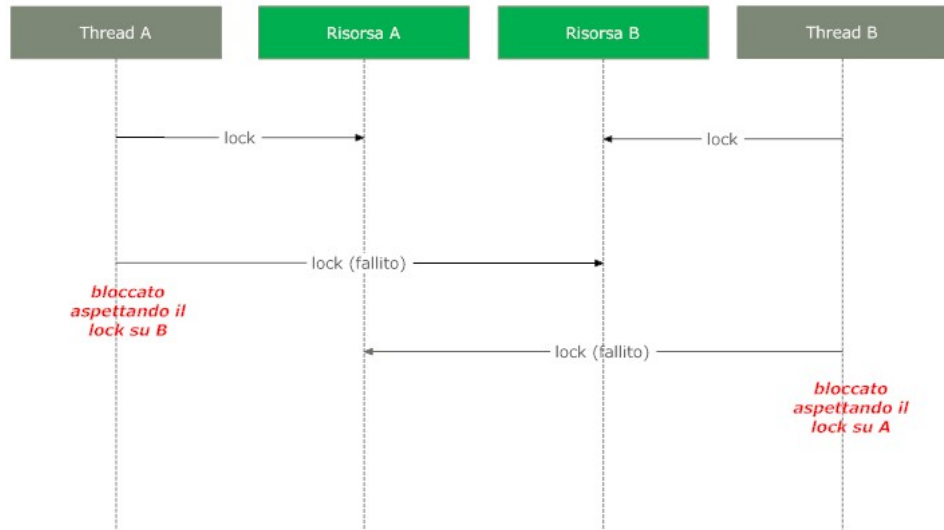 Thread A
Risorsa A
Risorsa B
Thread B
lock
lock
lock (fallito)
bloccato
aspettando il
lock su B
lock (fallito)
bloccato
aspettando il
lock su A